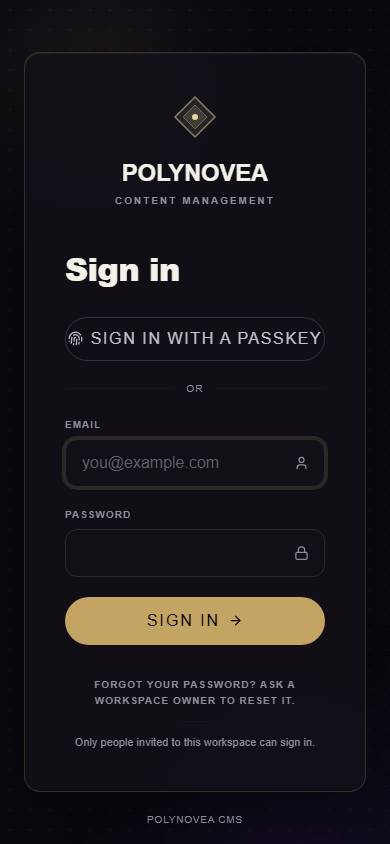 POLYNOVEA
CONTENT MANAGEMENT
Sign in
SIGN IN WITH A PASSKEY
OR
EMAIL
you@example.com
PASSWORD
SIGN IN →
FORGOT YOUR PASSWORD? ASK A
WORKSPACE OWNER TO RESET IT.
Only people invited to this workspace can sign in.
POLYNOVEA CMS